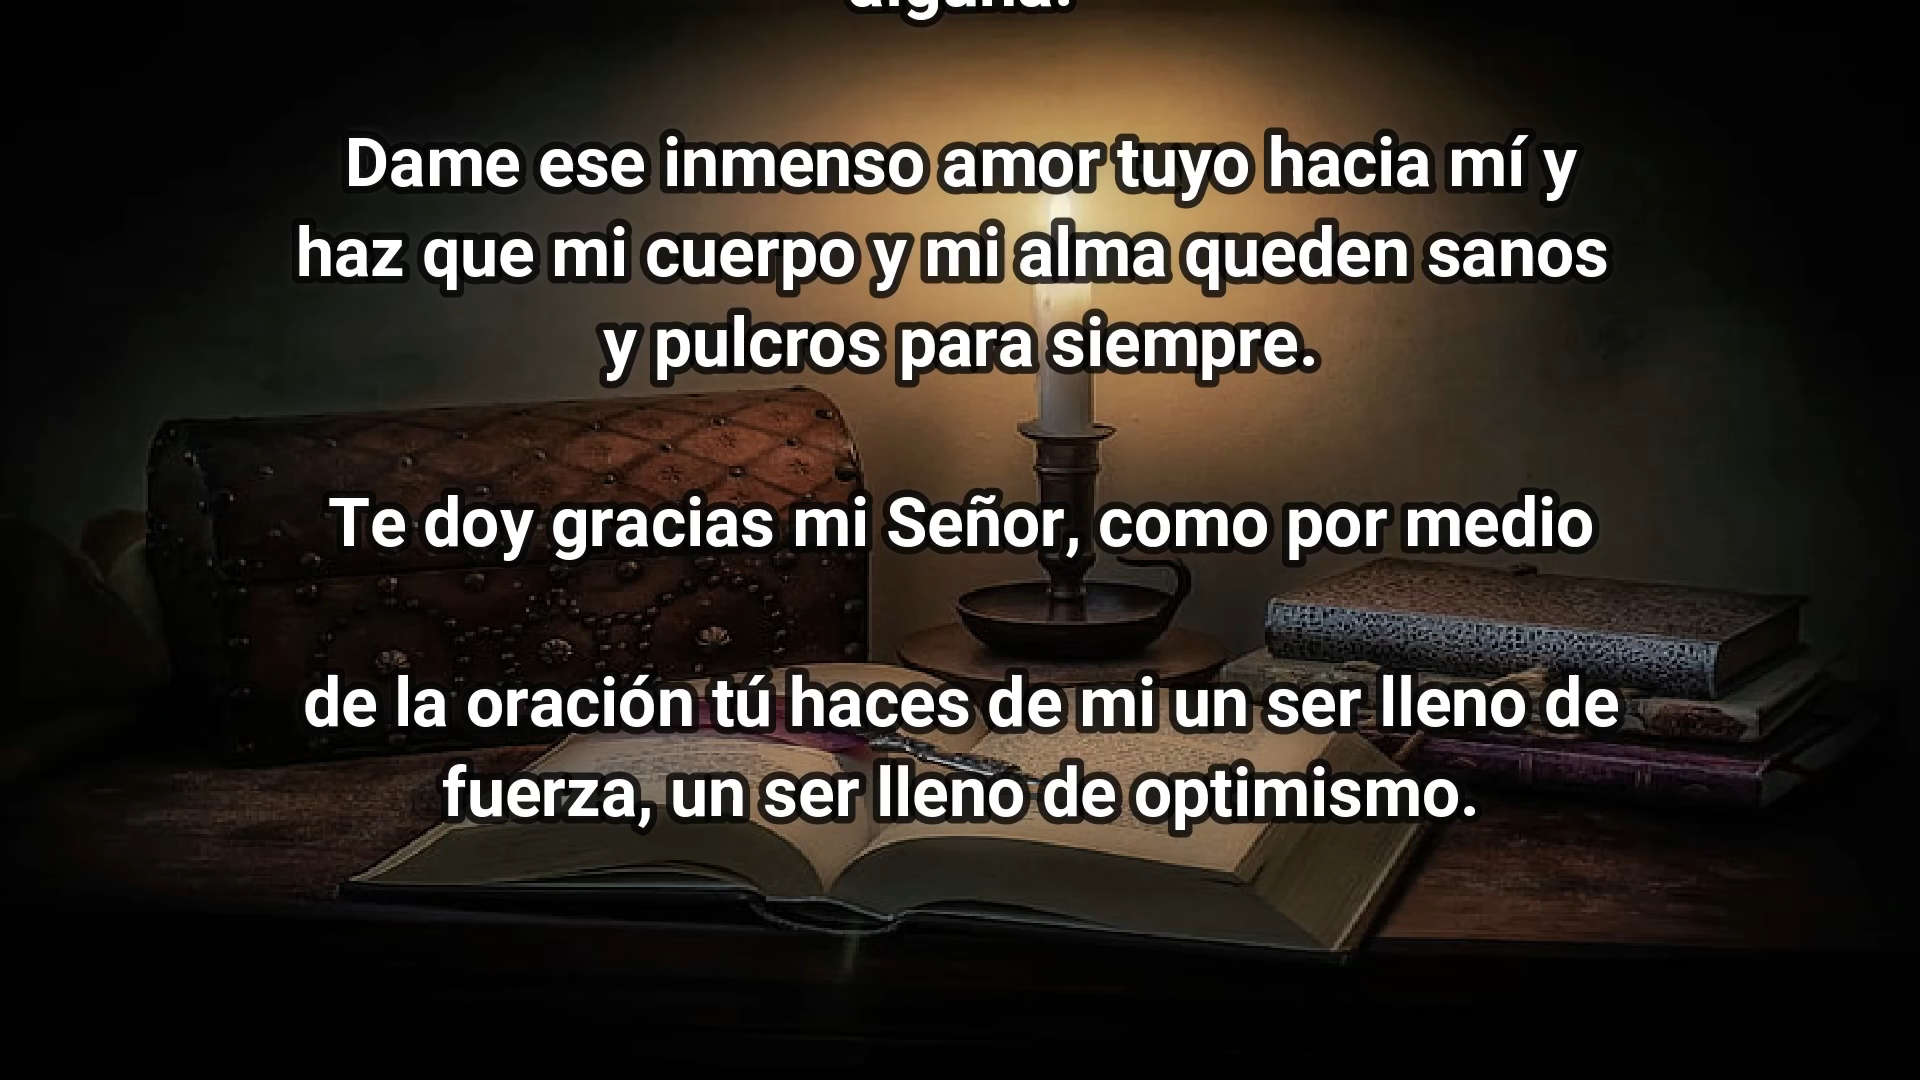 Dame ese inmenso amor tuyo hacia mí y
haz que mi cuerpo y mi alma queden sanos
y pulcros para siempre.
Te doy gracias mi Señor, como por medio
de la oración tú haces de mi un ser lleno de
fuerza, un ser lleno de optimismo.